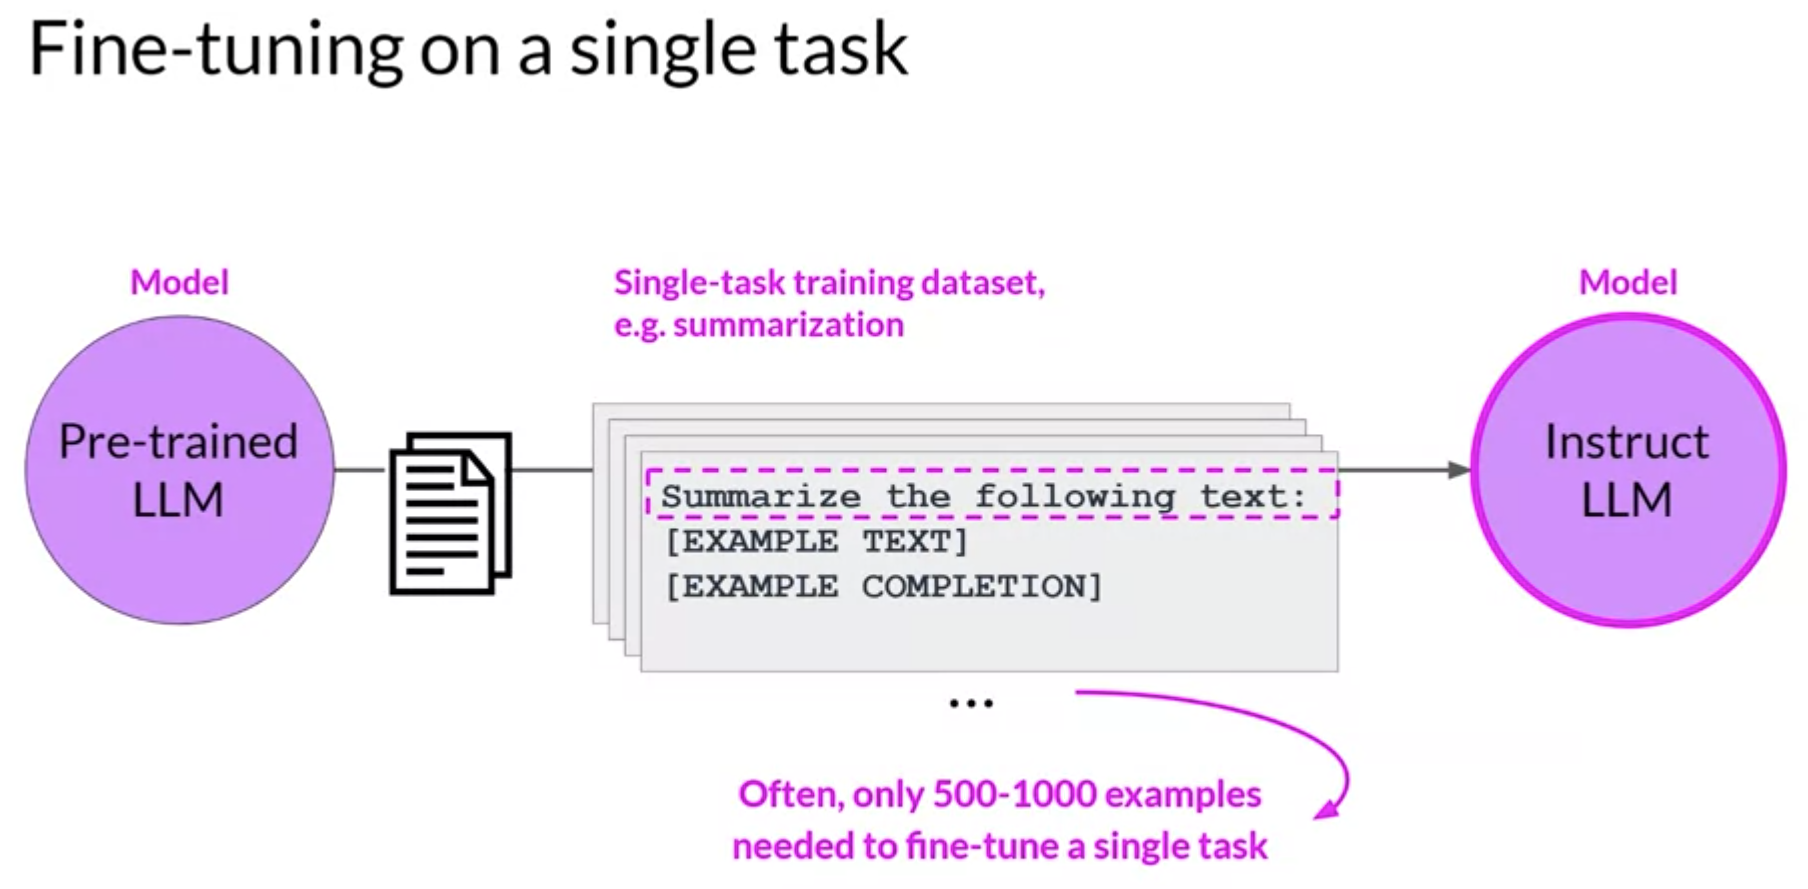 Fine-tuning on a single task
Model
Single-task training dataset,
e.g. summarization
Model
Pre-trained
LLM
Summarize the following text:
[EXAMPLE TEXT]
[EXAMPLE COMPLETION]
Instruct
LLM
...
Often, only 500-1000 examples
needed to fine-tune a single task